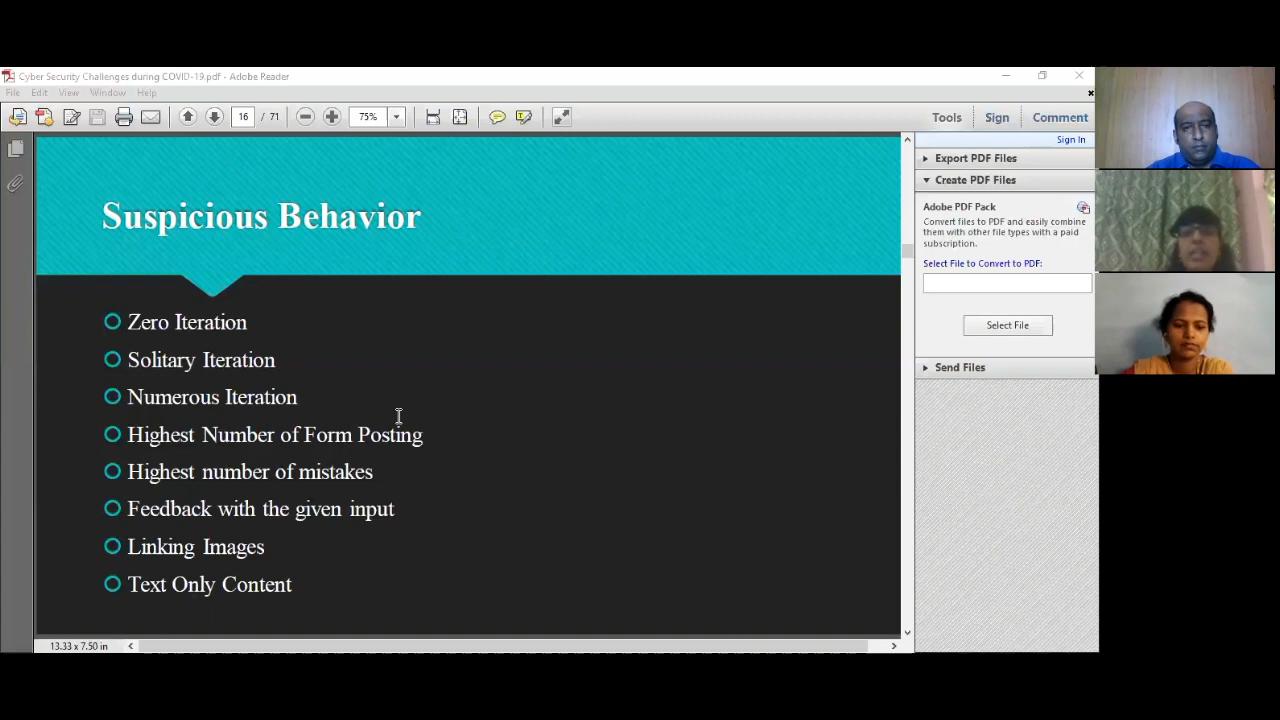 Cyber Security Challenges during COVID-19.pdf - Adobe Reader
File Edit View Window Help
16 / 71 75% Tools Sign Comment
Sign In
Export PDF Files
Create PDF Files
Adobe PDF Pack
Convert files to PDF and easily combine
them with other file types with a paid
subscription.
Select File to Convert to PDF:
Select File
Send Files
Suspicious Behavior
Zero Iteration
Solitary Iteration
Numerous Iteration
Highest Number of Form Posting
Highest number of mistakes
Feedback with the given input
Linking Images
Text Only Content
13.33 x 7.50 in